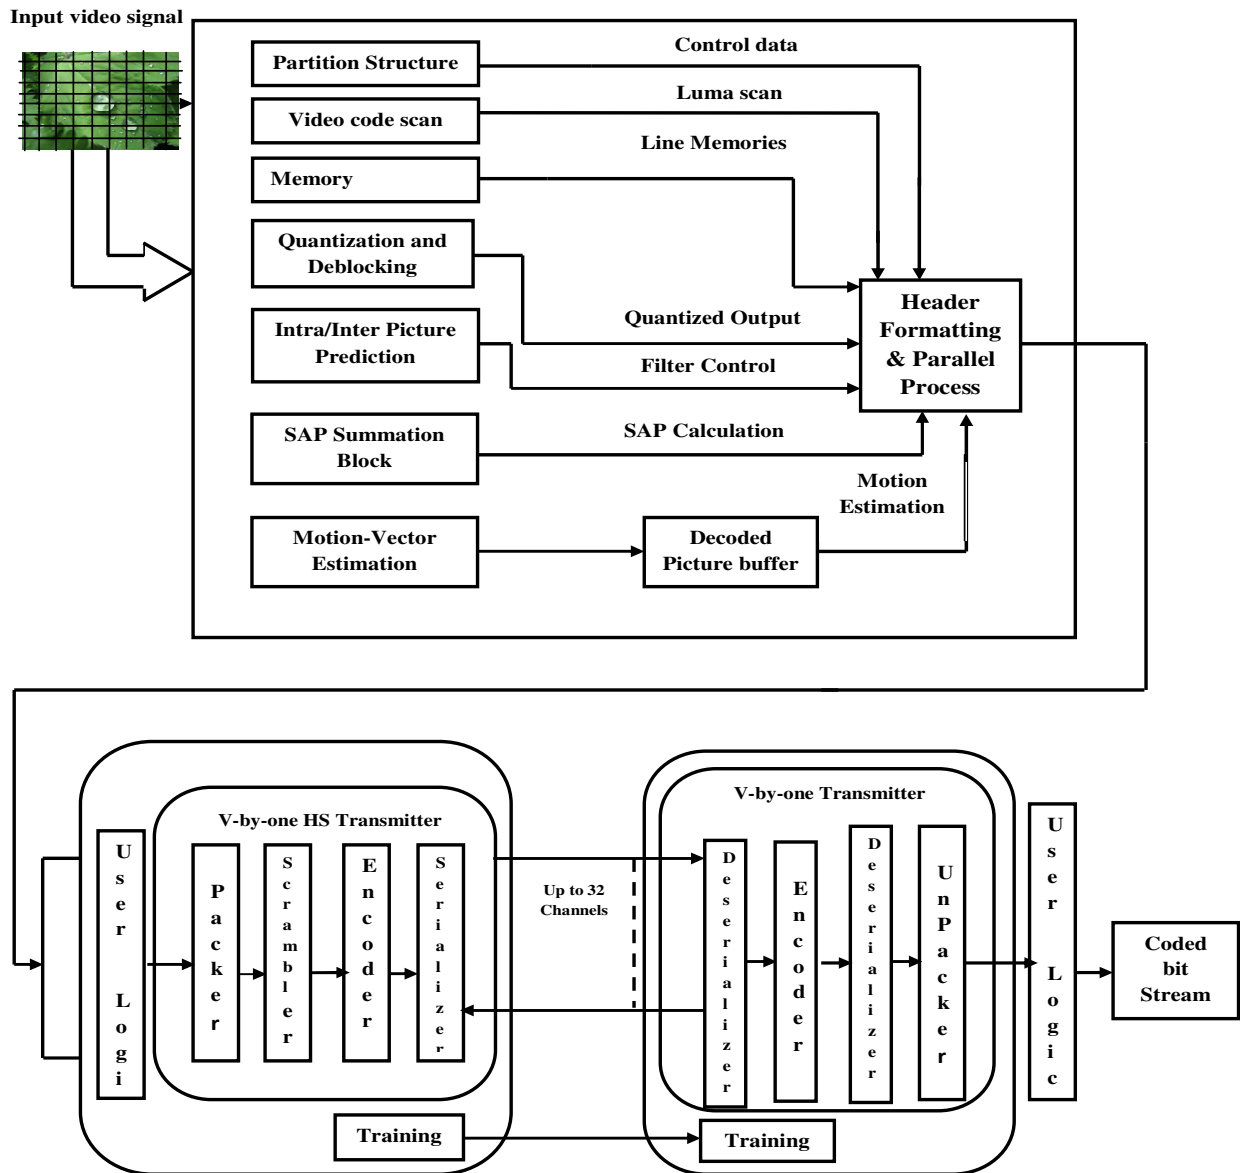 Input video signal
Partition Structure
Control data
Video code scan
Luma scan
Line Memories
Memory
Quantization and
Deblocking
Quantized Output
Header
Formatting
& Parallel
Process
Intra/Inter Picture
Prediction
Filter Control
SAP Summation
Block
SAP Calculation
Motion
Estimation
Motion-Vector
Estimation
Decoded
Picture buffer
V-by-one HS Transmitter
User Logi
Packer
Scrambler
Encoder
Serializer
Up to 32
Channels
V-by-one Transmitter
Deserializer
Encoder
Deserializer
UnPacker
User Logic
Coded
bit
Stream
Training
Training